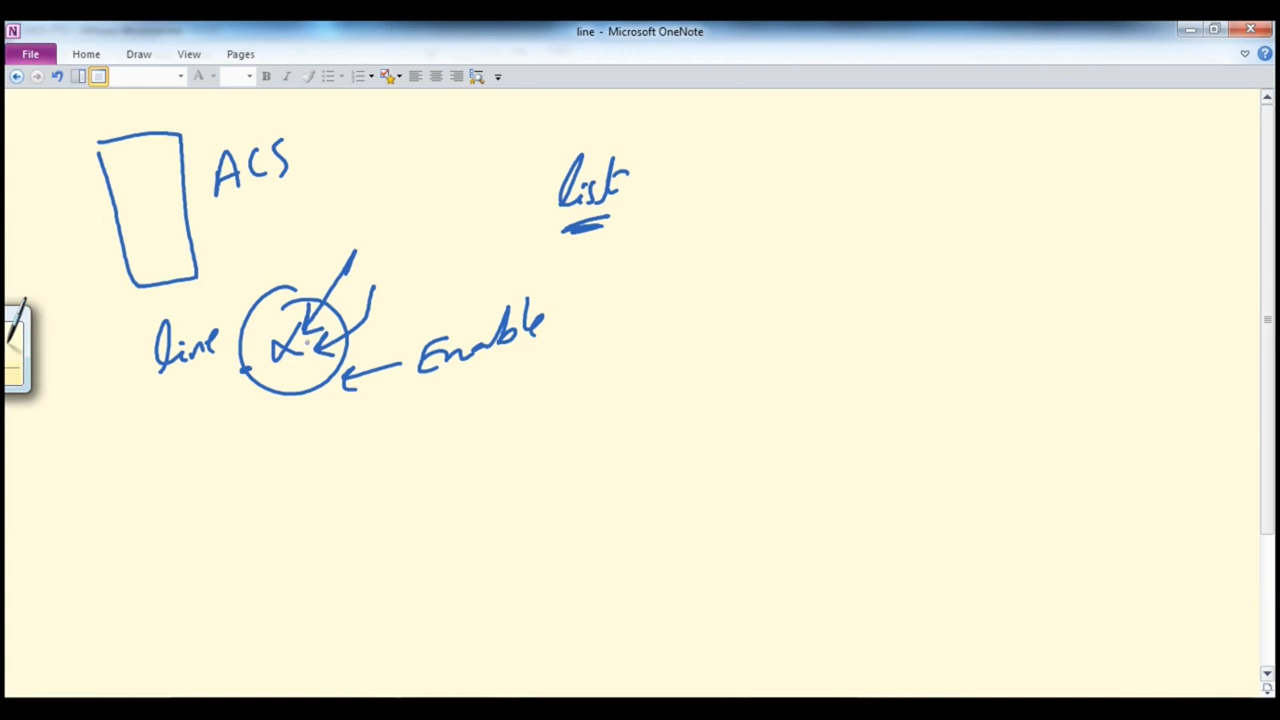 line - Microsoft OneNote
File Home Draw View Pages
A B I
ACS
list
line
Enable